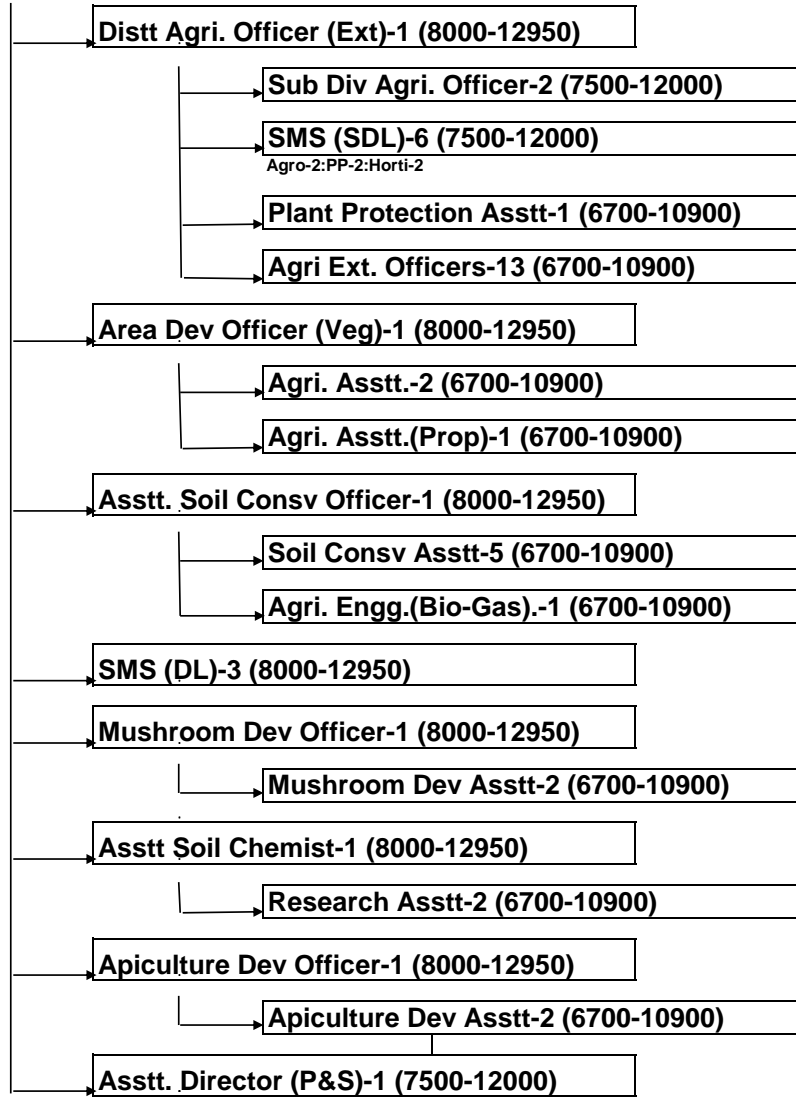 Distt Agri. Officer (Ext)-1 (8000-12950)
Sub Div Agri. Officer-2 (7500-12000)
SMS (SDL)-6 (7500-12000)
Agro-2:PP-2:Horti-2
Plant Protection Asstt-1 (6700-10900)
Agri Ext. Officers-13 (6700-10900)
Area Dev Officer (Veg)-1 (8000-12950)
Agri. Asstt.-2 (6700-10900)
Agri. Asstt.(Prop)-1 (6700-10900)
Asstt. Soil Consv Officer-1 (8000-12950)
Soil Consv Asstt-5 (6700-10900)
Agri. Engg.(Bio-Gas).-1 (6700-10900)
SMS (DL)-3 (8000-12950)
Mushroom Dev Officer-1 (8000-12950)
Mushroom Dev Asstt-2 (6700-10900)
Asstt Soil Chemist-1 (8000-12950)
Research Asstt-2 (6700-10900)
Apiculture Dev Officer-1 (8000-12950)
Apiculture Dev Asstt-2 (6700-10900)
Asstt. Director (P&S)-1 (7500-12000)